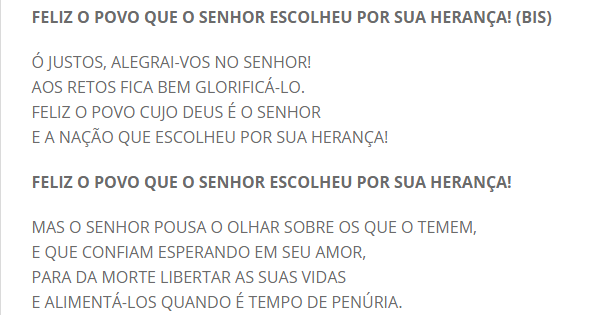 FELIZ O POVO QUE O SENHOR ESCOLHEU POR SUA HERANÇA! (BIS)
Ó JUSTOS, ALEGRAI-VOS NO SENHOR!
AOS RETOS FICA BEM GLORIFICÁ-LO.
FELIZ O POVO CUJO DEUS É O SENHOR
E A NAÇÃO QUE ESCOLHEU POR SUA HERANÇA!
FELIZ O POVO QUE O SENHOR ESCOLHEU POR SUA HERANÇA!
MAS O SENHOR POUSA O OLHAR SOBRE OS QUE O TEMEM,
E QUE CONFIAM ESPERANDO EM SEU AMOR,
PARA DA MORTE LIBERTAR AS SUAS VIDAS
E ALIMENTÁ-LOS QUANDO É TEMPO DE PENÚRIA.